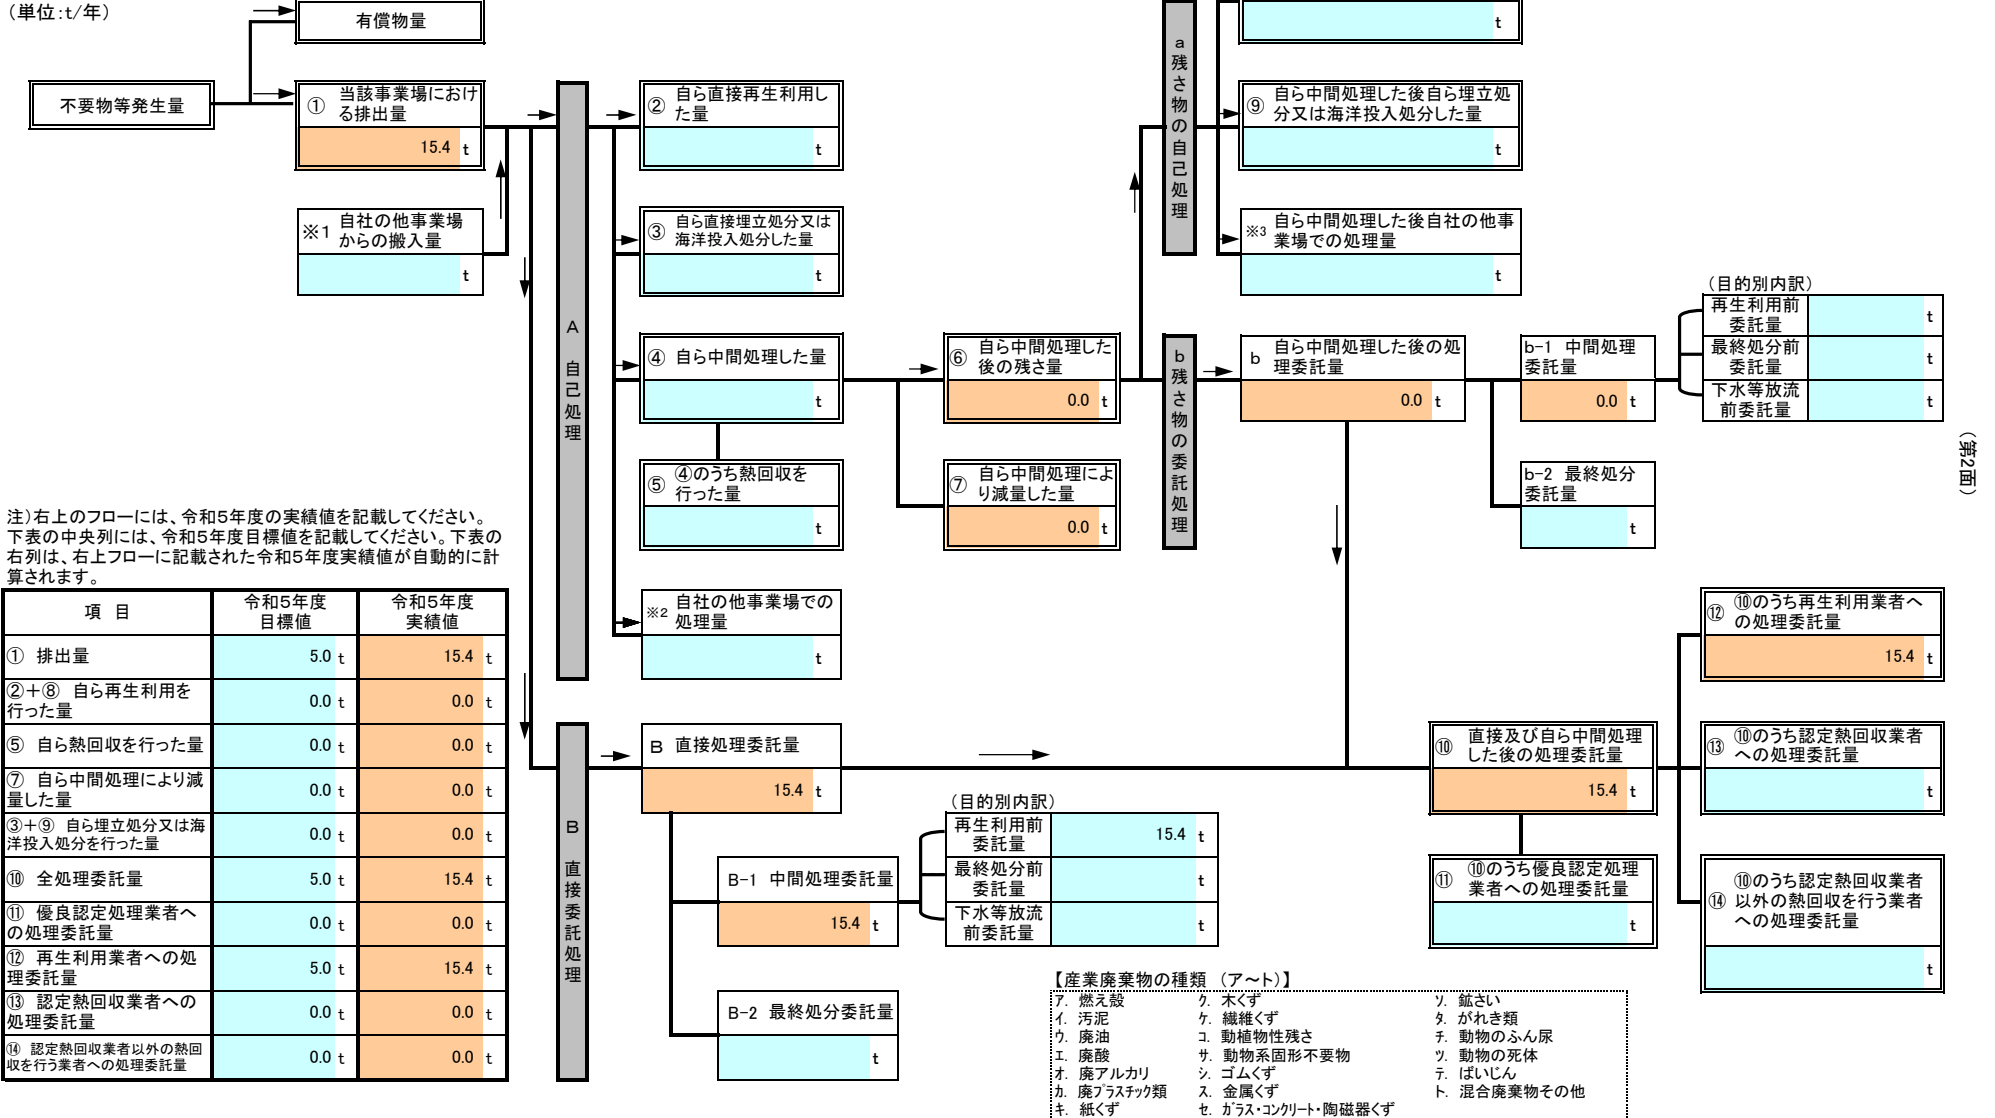 （単位：t/年）
有償物量
不要物等発生量
① 当該事業場におけ
る排出量
15.4 t
※1 自社の他事業場
からの搬入量
t
A 自己処理
② 自ら直接再生利用し
た量
t
③ 自ら直接埋立処分又は
海洋投入処分した量
t
④ 自ら中間処理した量
t
⑤ ④のうち熱回収を
行った量
t
※2 自社の他事業場での
処理量
t
⑥ 自ら中間処理した
後の残さ量
0.0 t
⑦ 自ら中間処理によ
り減量した量
0.0 t
a 残さ物の自己処理
t
⑨ 自ら中間処理した後自ら埋立処
分又は海洋投入処分した量
t
※3 自ら中間処理した後自社の他事
業場での処理量
t
b 残さ物の委託処理
b 自ら中間処理した後の処
理委託量
0.0 t
b-1 中間処理
委託量
0.0 t
b-2 最終処分
委託量
t
（目的別内訳）
再生利用前
委託量
t
最終処分前
委託量
t
下水等放流
前委託量
t
（第2面）
注）右上のフローには、令和５年度の実績値を記載してください。
下表の中央列には、令和５年度目標値を記載してください。下表の
右列は、右上フローに記載された令和５年度実績値が自動的に計
算されます。
項 目
令和５年度
目標値
令和５年度
実績値
① 排出量 5.0 t 15.4 t
②＋⑧ 自ら再生利用を
行った量 0.0 t 0.0 t
⑤ 自ら熱回収を行った量 0.0 t 0.0 t
⑦ 自ら中間処理により減
量した量 0.0 t 0.0 t
③＋⑨ 自ら埋立処分又は海
洋投入処分を行った量 0.0 t 0.0 t
⑩ 全処理委託量 5.0 t 15.4 t
⑪ 優良認定処理業者へ
の処理委託量 0.0 t 0.0 t
⑫ 再生利用業者への処
理委託量 5.0 t 15.4 t
⑬ 認定熱回収業者への
処理委託量 0.0 t 0.0 t
⑭ 認定熱回収業者以外の熱回
収を行う業者への処理委託量 0.0 t 0.0 t
B 直接委託処理
B 直接処理委託量
15.4 t
B-1 中間処理委託量
15.4 t
B-2 最終処分委託量
t
（目的別内訳）
再生利用前
委託量
15.4 t
最終処分前
委託量
t
下水等放流
前委託量
t
⑩ 直接及び自ら中間処理
した後の処理委託量
15.4 t
⑪ ⑩のうち優良認定処理
業者への処理委託量
t
⑫ ⑩のうち再生利用業者へ
の処理委託量
15.4 t
⑬ ⑩のうち認定熱回収業者
への処理委託量
t
⑭ ⑩のうち認定熱回収業者
以外の熱回収を行う業者
への処理委託量
t
【産業廃棄物の種類 （ア～ト）】
ア. 燃え殻 ク. 木くず ソ. 鉱さい
イ. 汚泥 ケ. 繊維くず タ. がれき類
ウ. 廃油 コ. 動植物性残さ チ. 動物のふん尿
エ. 廃酸 サ. 動物系固形不要物 ツ. 動物の死体
オ. 廃アルカリ シ. ゴムくず テ. ばいじん
カ. 廃プラスチック類 ス. 金属くず ト. 混合廃棄物その他
キ. 紙くず セ. ガラス・コンクリート・陶磁器くず